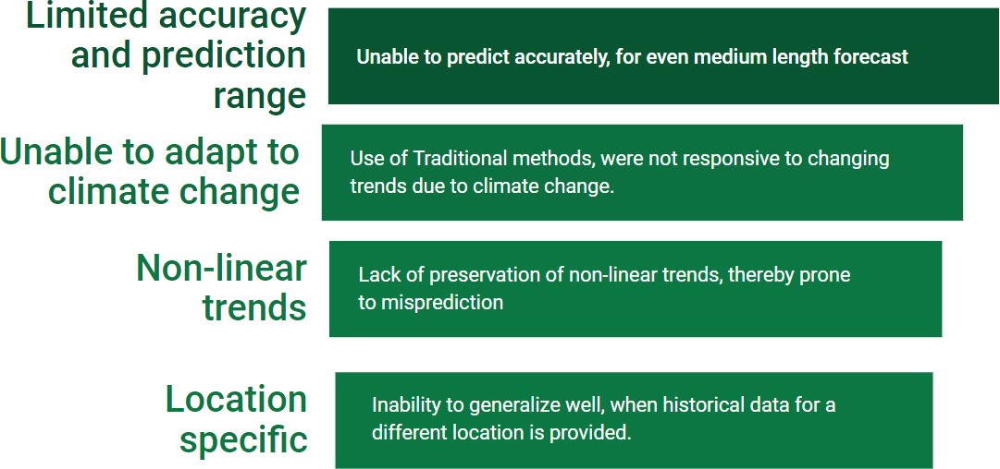 Limited accuracy
and prediction
range
Unable to predict accurately, for even medium length forecast
Unable to adapt to
climate change
Use of Traditional methods, were not responsive to changing
trends due to climate change.
Non-linear
trends
Lack of preservation of non-linear trends, thereby prone
to misprediction
Location
specific
Inability to generalize well, when historical data for a
different location is provided.